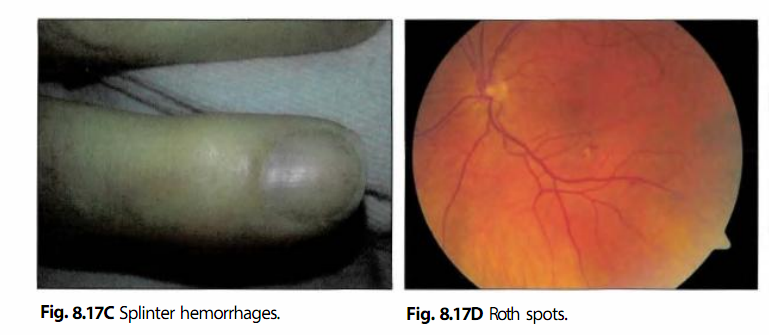 Fig. 8.17C Splinter hemorrhages.
Fig. 8.17D Roth spots.